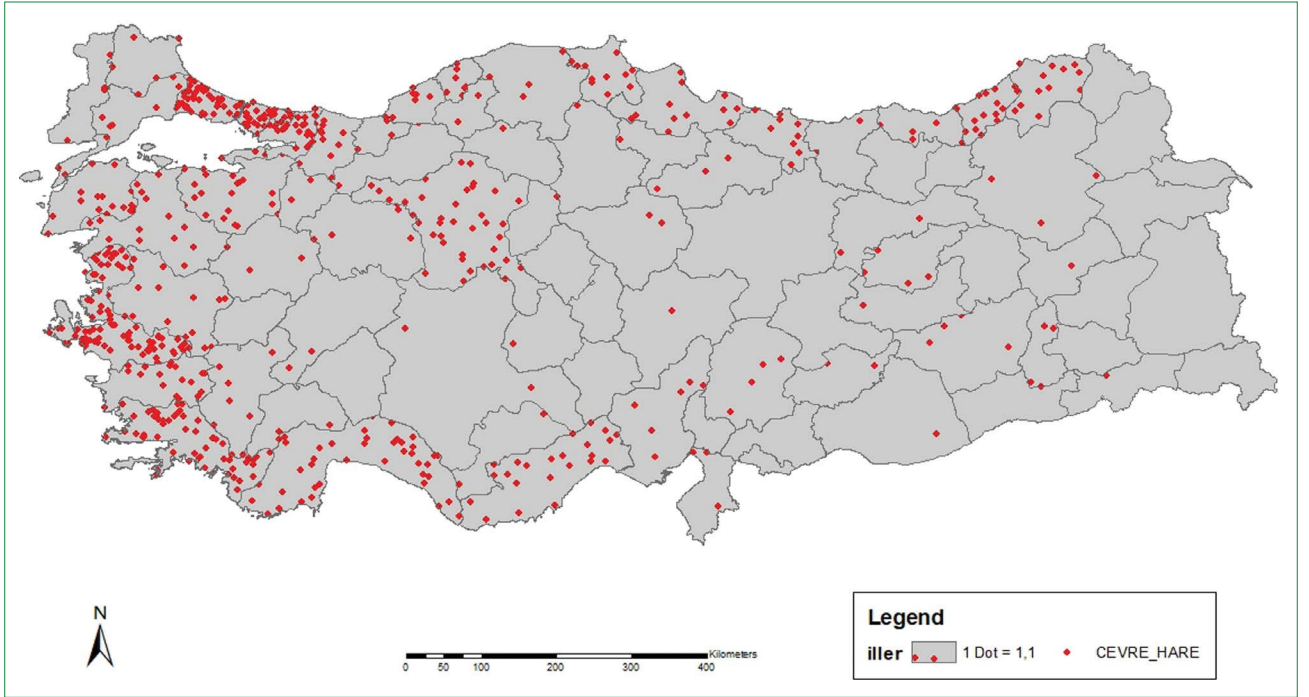 N
Kilometers
0 50 100 200 300 400
Legend
iller 1 Dot = 1,1 CEVRE_HARE